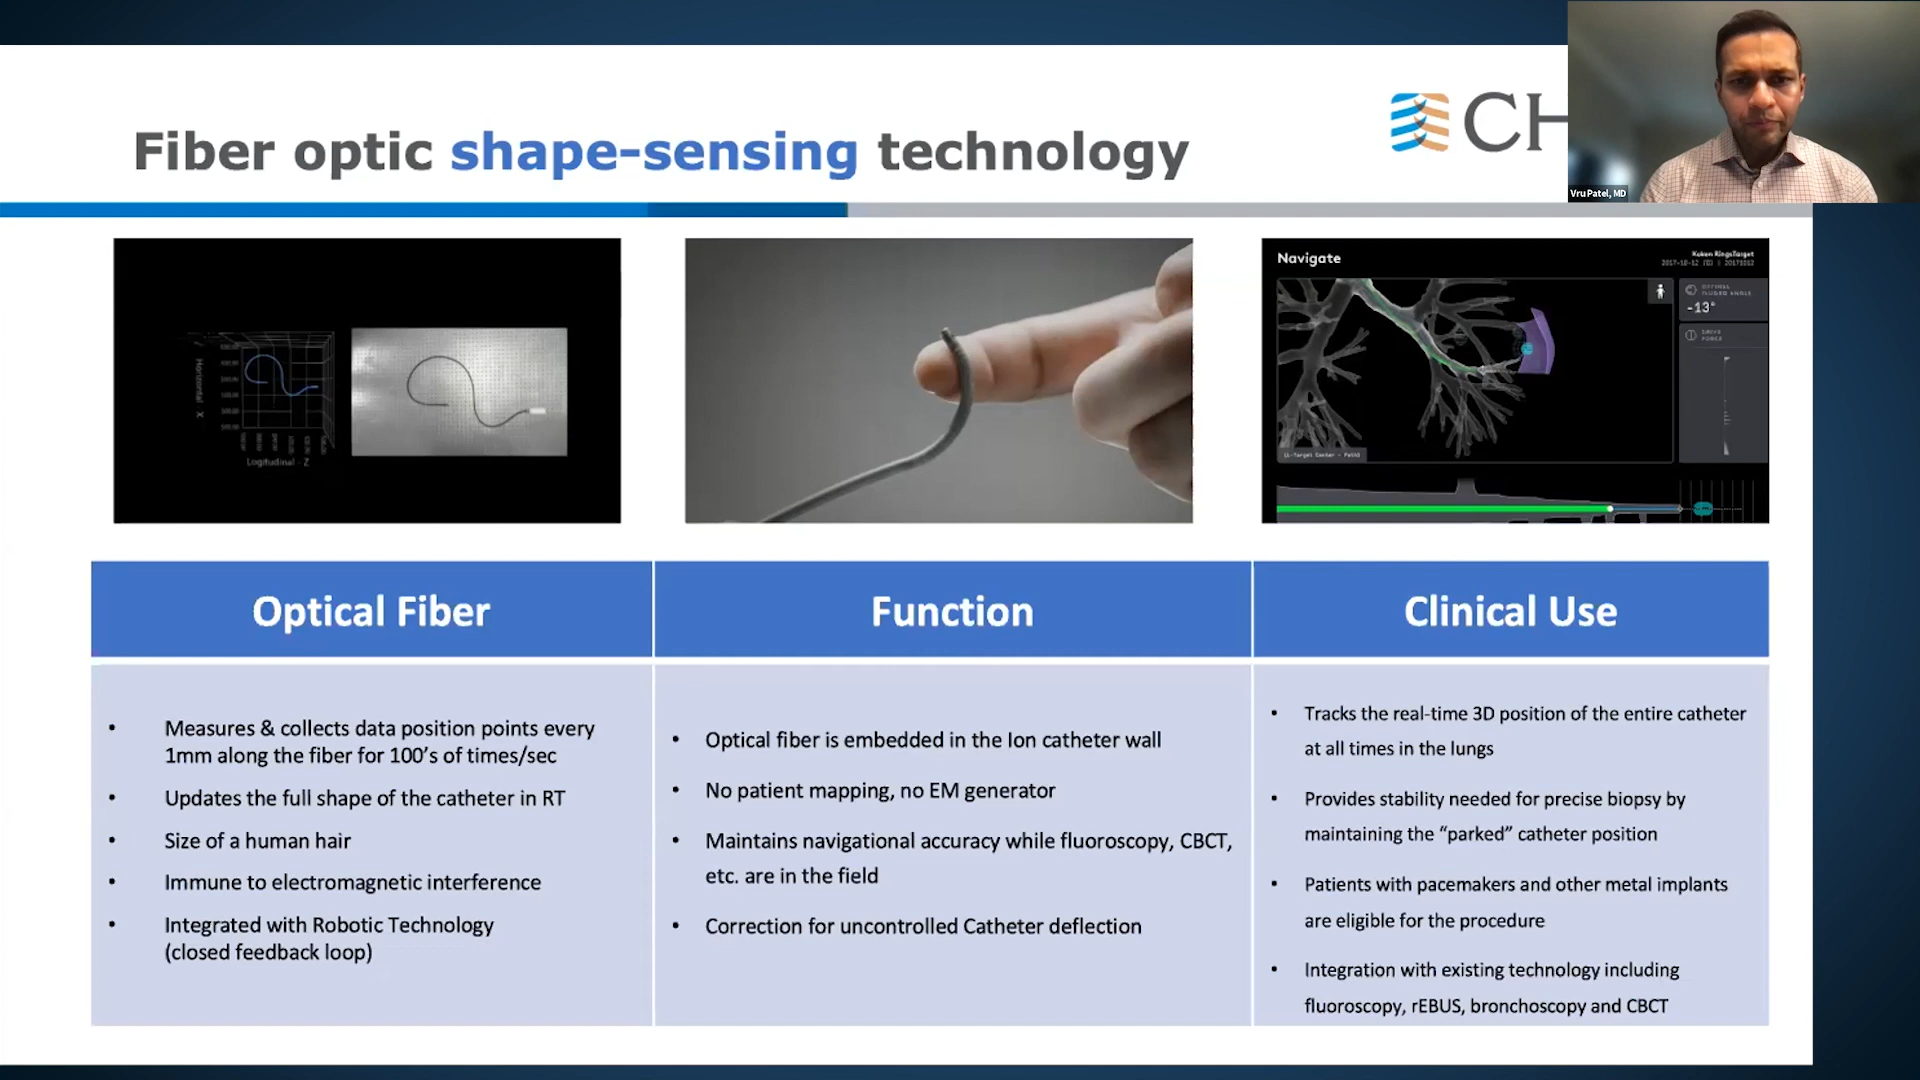 Fiber optic shape-sensing technology
CH
Vru Patel, MD
Horizontal X
Logitudinal - Z
Navigate
Koken RingsTarget
-13°
DRIVE
FORCE
Optical Fiber
Measures & collects data position points every
1mm along the fiber for 100's of times/sec
Updates the full shape of the catheter in RT
Size of a human hair
Immune to electromagnetic interference
Integrated with Robotic Technology
(closed feedback loop)
Function
Optical fiber is embedded in the Ion catheter wall
No patient mapping, no EM generator
Maintains navigational accuracy while fluoroscopy, CBCT,
etc. are in the field
Correction for uncontrolled Catheter deflection
Clinical Use
Tracks the real-time 3D position of the entire catheter
at all times in the lungs
Provides stability needed for precise biopsy by
maintaining the “parked” catheter position
Patients with pacemakers and other metal implants
are eligible for the procedure
Integration with existing technology including
fluoroscopy, rEBUS, bronchoscopy and CBCT